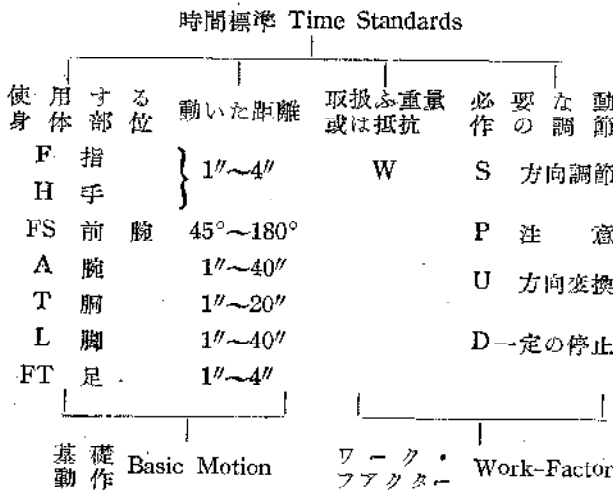 時間標準 Time Standards
使用する身体部位 動いた距離 取扱ふ重量或は抵抗 必要な動作の調節
F 指 1″～4″ W S 方向調節
H 手
FS 前腕 45°～180° P 注意
A 腕 1″～40″
U 方向変換
T 胴 1″～20″
L 脚 1″～40″ D一定の停止
FT 足 1″～4″
基礎動作 Basic Motion ワーク・フアクター Work-Factor